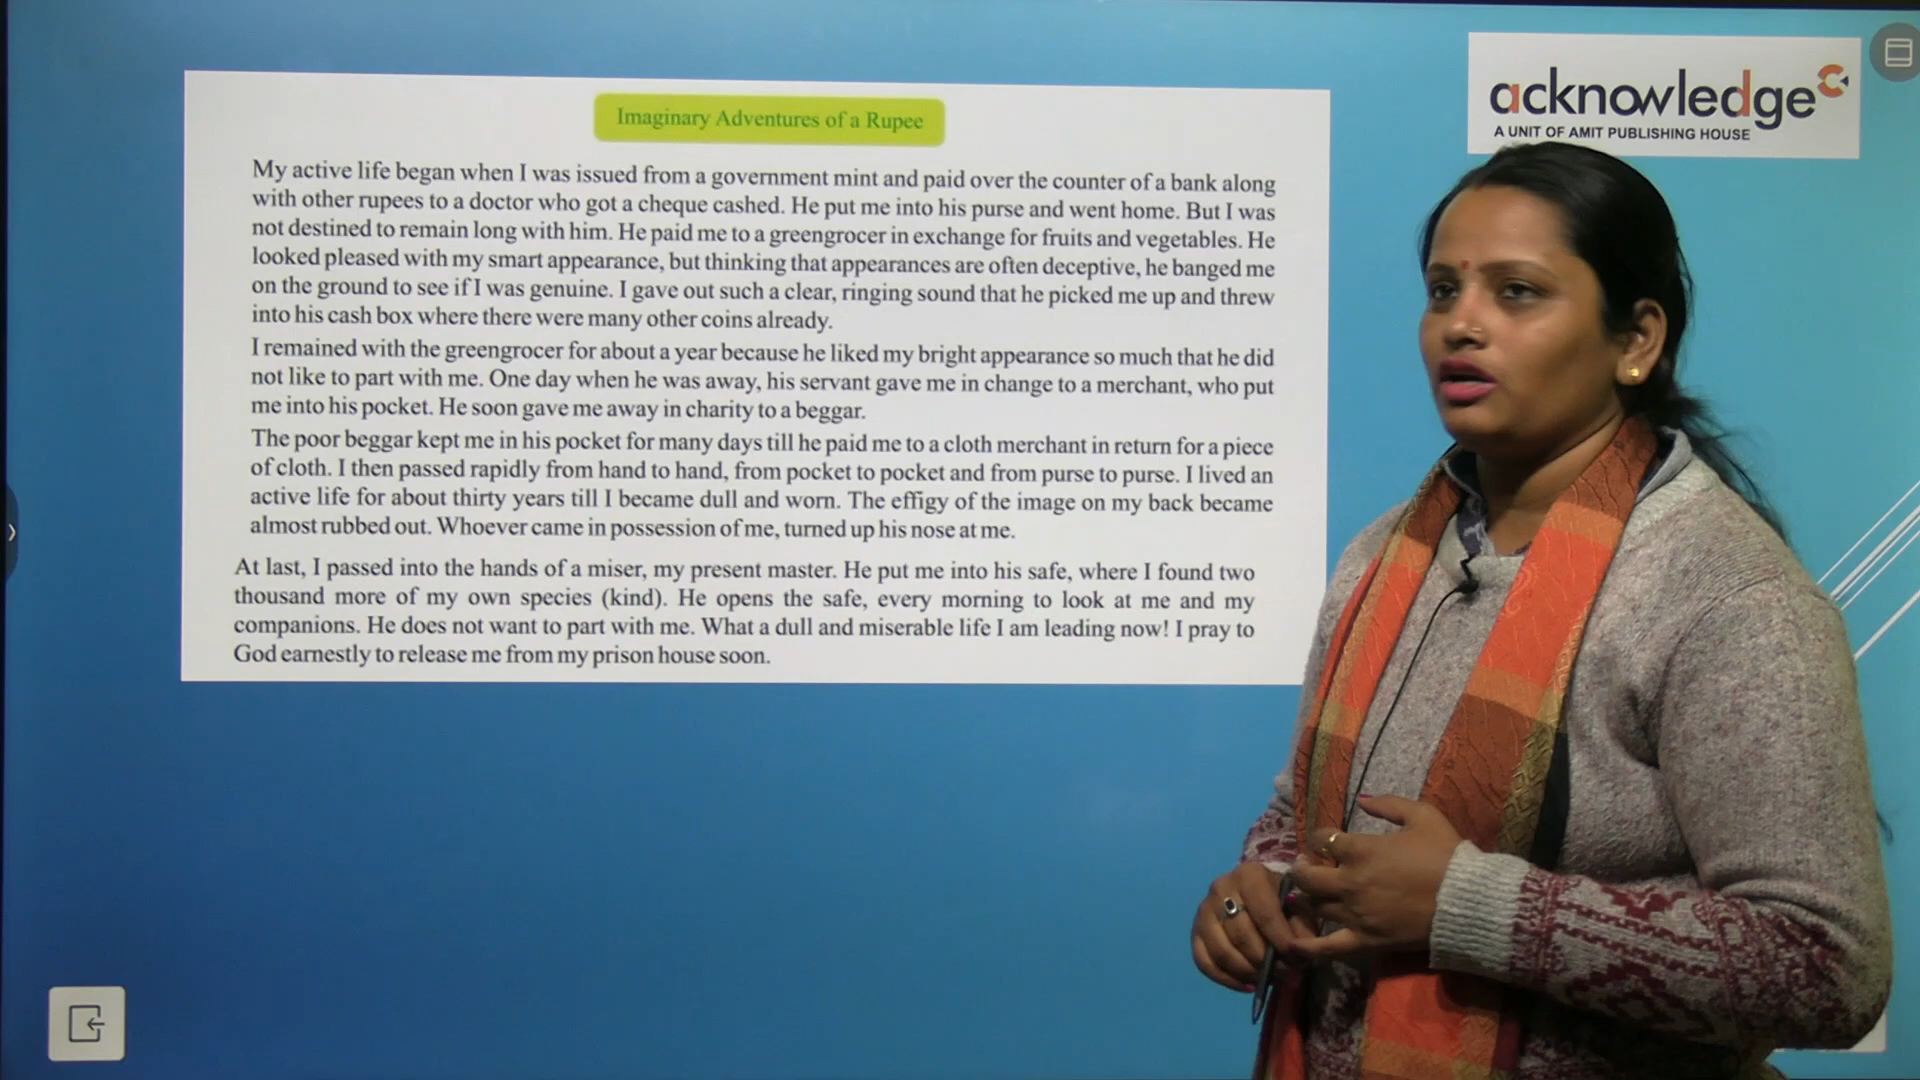 acknowledge
A UNIT OF AMIT PUBLISHING HOUSE
Imaginary Adventures of a Rupee
My active life began when I was issued from a government mint and paid over the counter of a bank along
with other rupees to a doctor who got a cheque cashed. He put me into his purse and went home. But I was
not destined to remain long with him. He paid me to a greengrocer in exchange for fruits and vegetables. He
looked pleased with my smart appearance, but thinking that appearances are often deceptive, he banged me
on the ground to see if I was genuine. I gave out such a clear, ringing sound that he picked me up and threw
into his cash box where there were many other coins already.
I remained with the greengrocer for about a year because he liked my bright appearance so much that he did
not like to part with me. One day when he was away, his servant gave me in change to a merchant, who put
me into his pocket. He soon gave me away in charity to a beggar.
The poor beggar kept me in his pocket for many days till he paid me to a cloth merchant in return for a piece
of cloth. I then passed rapidly from hand to hand, from pocket to pocket and from purse to purse. I lived an
active life for about thirty years till I became dull and worn. The effigy of the image on my back became
almost rubbed out. Whoever came in possession of me, turned up his nose at me.
At last, I passed into the hands of a miser, my present master. He put me into his safe, where I found two
thousand more of my own species (kind). He opens the safe, every morning to look at me and my
companions. He does not want to part with me. What a dull and miserable life I am leading now! I pray to
God earnestly to release me from my prison house soon.